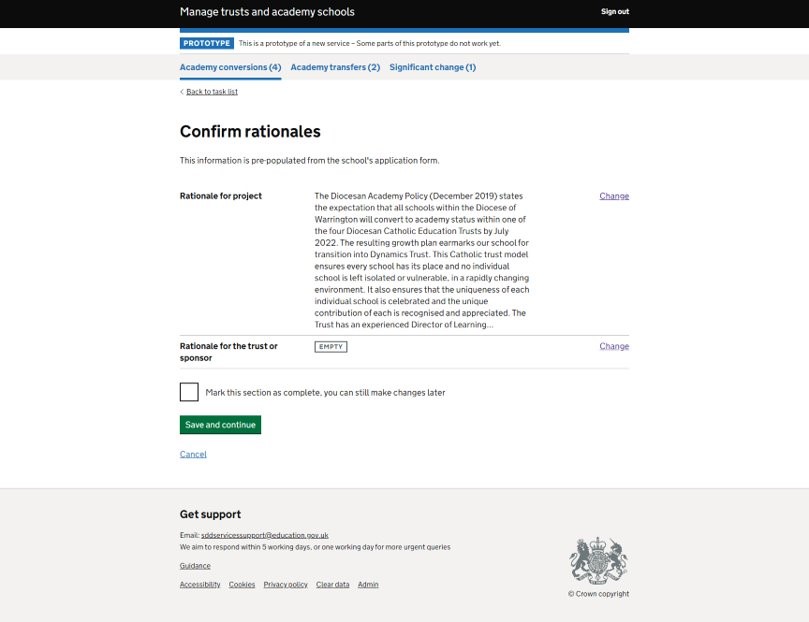 Manage trusts and academy schools
Sign out
PROTOTYPE
This is a prototype of a new service – Some parts of this prototype do not work yet.
Academy conversions (4)
Academy transfers (2)
Significant change (1)
Back to task list
Confirm rationales
This information is pre-populated from the school's application form.
Rationale for project
The Diocesan Academy Policy (December 2019) states
the expectation that all schools within the Diocese of
Warrington will convert to academy status within one of
the four Diocesan Catholic Education Trusts by July
2022. The resulting growth plan earmarks our school for
transition into Dynamics Trust. This Catholic trust model
ensures every school has its place and no individual
school is left isolated or vulnerable, in a rapidly changing
environment. It also ensures that the uniqueness of each
individual school is celebrated and the unique
contribution of each is recognised and appreciated. The
Trust has an experienced Director of Learning...
Change
Rationale for the trust or
sponsor
EMPTY
Change
Mark this section as complete, you can still make changes later
Save and continue
Cancel
Get support
Email: sddservicessupport@education.gov.uk
We aim to respond within 5 working days, or one working day for more urgent queries
Guidance
Accessibility
Cookies
Privacy policy
Clear data
Admin
© Crown copyright